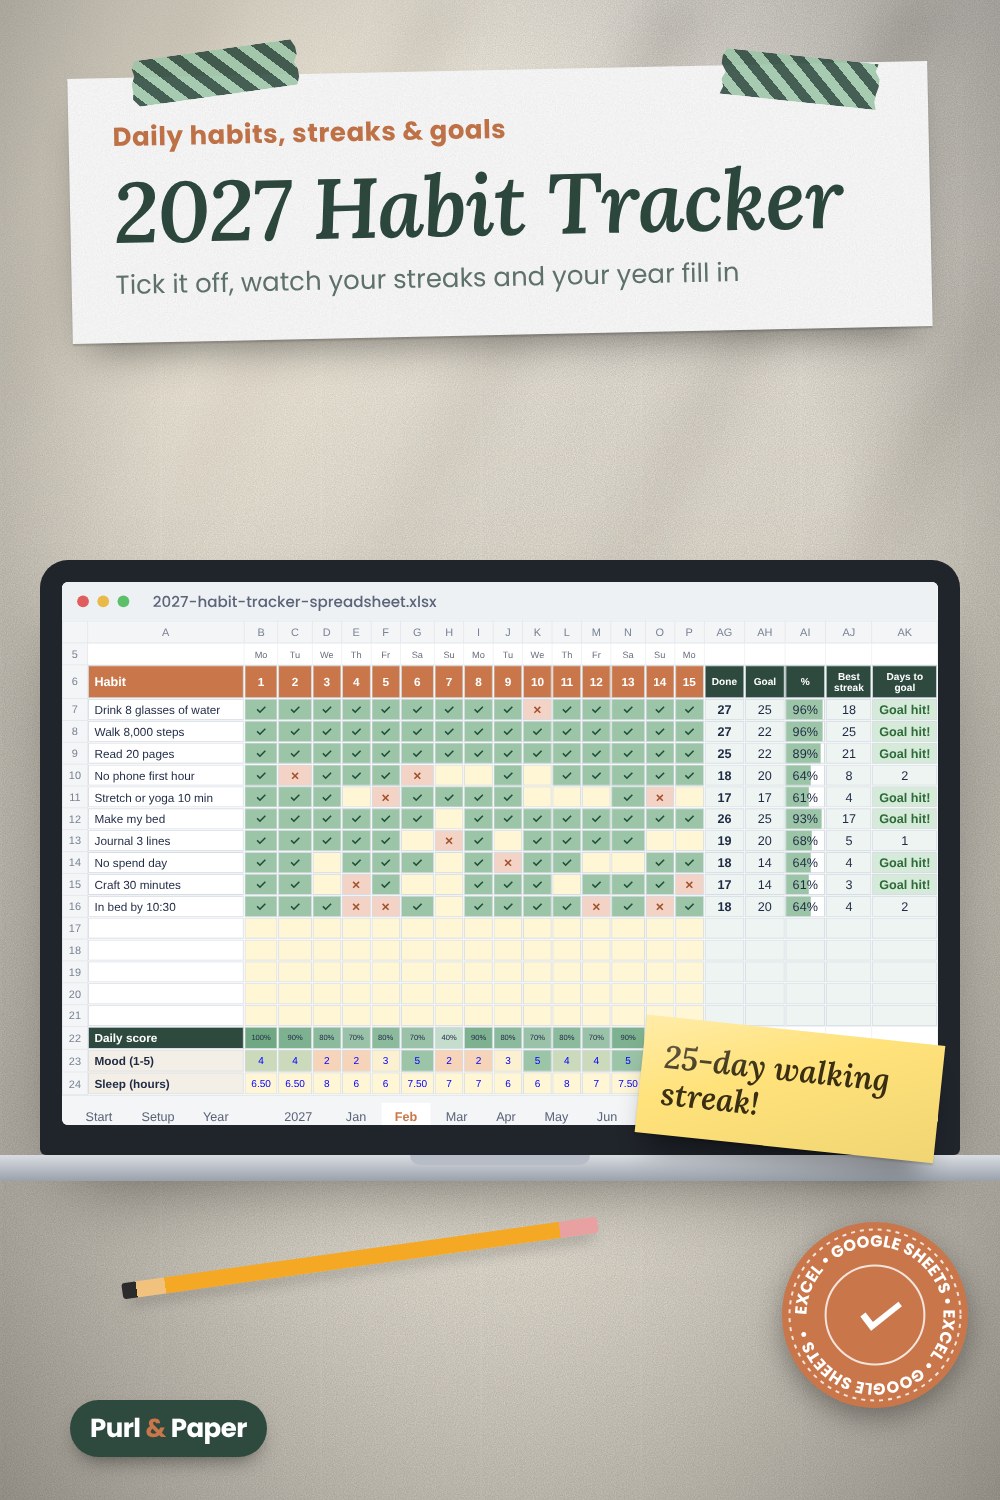 Daily habits, streaks & goals
2027 Habit Tracker
Tick it off, watch your streaks and your year fill in
2027-habit-tracker-spreadsheet.xlsx
A B C D E F G H I J K L M N O P AG AH AI AJ AK
5 Mo Tu We Th Fr Sa Su Mo Tu We Th Fr Sa Su Mo
6 Habit 1 2 3 4 5 6 7 8 9 10 11 12 13 14 15 Done Goal % Best streak Days to goal
7 Drink 8 glasses of water ✓ ✓ ✓ ✓ ✓ ✓ ✓ ✓ ✓ × ✓ ✓ ✓ ✓ ✓ 27 25 96% 18 Goal hit!
8 Walk 8,000 steps ✓ ✓ ✓ ✓ ✓ ✓ ✓ ✓ ✓ ✓ ✓ ✓ ✓ ✓ ✓ 27 22 96% 25 Goal hit!
9 Read 20 pages ✓ ✓ ✓ ✓ ✓ ✓ ✓ ✓ ✓ ✓ ✓ ✓ ✓ ✓ ✓ 25 22 89% 21 Goal hit!
10 No phone first hour ✓ × ✓ ✓ ✓ × ✓ ✓ ✓ ✓ ✓ ✓ 18 20 64% 8 2
11 Stretch or yoga 10 min ✓ ✓ ✓ × ✓ ✓ ✓ ✓ ✓ × 17 17 61% 4 Goal hit!
12 Make my bed ✓ ✓ ✓ ✓ ✓ ✓ ✓ ✓ ✓ ✓ ✓ ✓ ✓ ✓ 26 25 93% 17 Goal hit!
13 Journal 3 lines ✓ ✓ ✓ ✓ ✓ × ✓ ✓ ✓ ✓ ✓ 19 20 68% 5 1
14 No spend day ✓ ✓ ✓ ✓ ✓ ✓ × ✓ ✓ ✓ ✓ 18 14 64% 4 Goal hit!
15 Craft 30 minutes ✓ ✓ × ✓ ✓ ✓ ✓ ✓ ✓ ✓ × 17 14 61% 3 Goal hit!
16 In bed by 10:30 ✓ ✓ ✓ × × ✓ ✓ ✓ ✓ ✓ × ✓ × ✓ 18 20 64% 4 2
17
18
19
20
21
22 Daily score 100% 90% 80% 70% 80% 70% 40% 90% 80% 70% 80% 70% 90%
23 Mood (1-5) 4 4 2 2 3 5 2 2 3 5 4 4 5
24 Sleep (hours) 6.50 6.50 8 6 6 7.50 7 7 6 6 8 7 7.50
Start Setup Year 2027 Jan Feb Mar Apr May Jun
25-day walking
streak!
EXCEL • GOOGLE SHEETS • EXCEL • GOOGLE SHEETS •
Purl & Paper